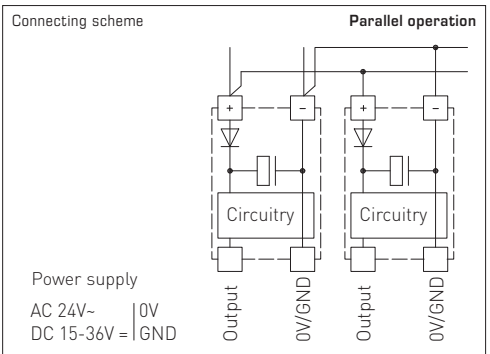 Connecting scheme
Parallel operation
+ - + -
Circuitry
Circuitry
Power supply
AC 24V~ 0V
DC 15-36V = GND
Output
0V/GND
Output
0V/GND